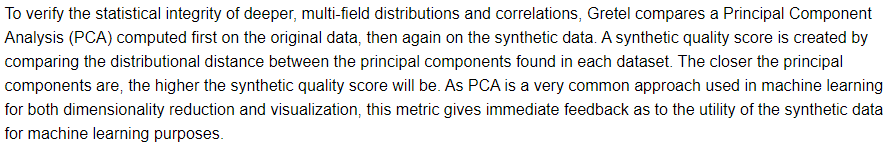 To verify the statistical integrity of deeper, multi-field distributions and correlations, Gretel compares a Principal Component
Analysis (PCA) computed first on the original data, then again on the synthetic data. A synthetic quality score is created by
comparing the distributional distance between the principal components found in each dataset. The closer the principal
components are, the higher the synthetic quality score will be. As PCA is a very common approach used in machine learning
for both dimensionality reduction and visualization, this metric gives immediate feedback as to the utility of the synthetic data
for machine learning purposes.